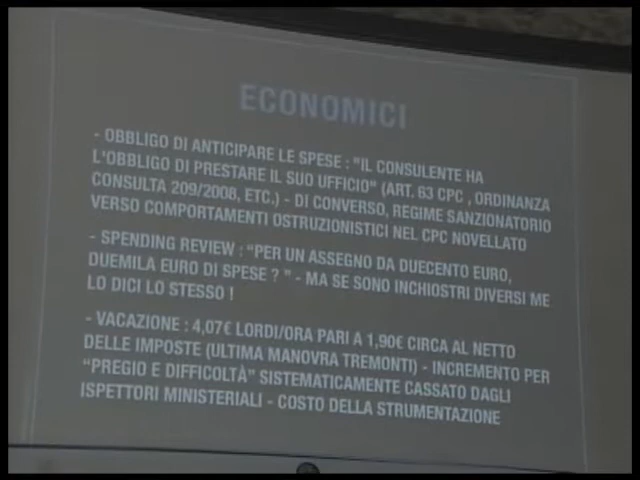 ECONOMICI
- OBBLIGO DI ANTICIPARE LE SPESE : "IL CONSULENTE HA
L'OBBLIGO DI PRESTARE IL SUO UFFICIO" (ART. 63 CPC , ORDINANZA
CONSULTA 209/2008, ETC.) - DI CONVERSO, REGIME SANZIONATORIO
VERSO COMPORTAMENTI OSTRUZIONISTICI NEL CPC NOVELLATO
- SPENDING REVIEW : "PER UN ASSEGNO DA DUECENTO EURO,
DUEMILA EURO DI SPESE ? " - MA SE SONO INCHIOSTRI DIVERSI ME
LO DICI LO STESSO !
- VACAZIONE : 4,07€ LORDI/ORA PARI A 1,90€ CIRCA AL NETTO
DELLE IMPOSTE (ULTIMA MANOVRA TREMONTI) - INCREMENTO PER
“PREGIO E DIFFICOLTÀ” SISTEMATICAMENTE CASSATO DAGLI
ISPETTORI MINISTERIALI - COSTO DELLA STRUMENTAZIONE